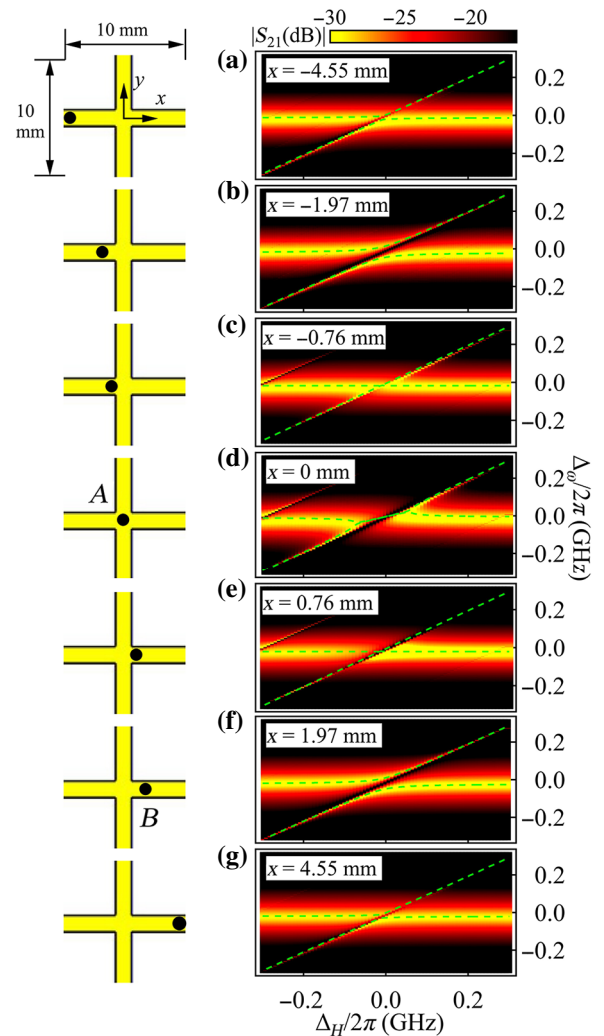 10 mm
10
mm
y
x
A
B
|S21(dB)|
−30
−25
−20
(a)
x = −4.55 mm
0.2
0.0
−0.2
(b)
x = −1.97 mm
0.2
0.0
−0.2
(c)
x = −0.76 mm
0.2
0.0
−0.2
(d)
x = 0 mm
0.2
0.0
−0.2
(e)
x = 0.76 mm
0.2
0.0
−0.2
(f)
x = 1.97 mm
0.2
0.0
−0.2
(g)
x = 4.55 mm
0.2
0.0
−0.2
Δω/2π (GHz)
−0.2
0.0
0.2
ΔH/2π (GHz)